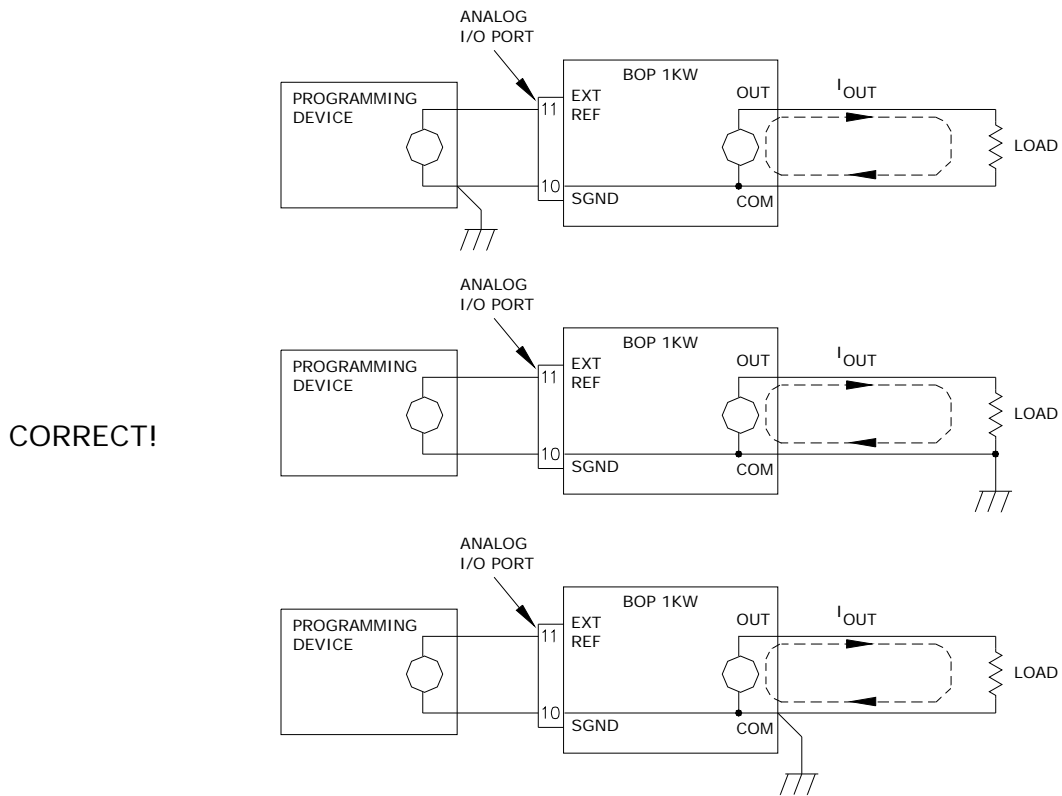 ANALOG
I/O PORT
BOP 1KW
PROGRAMMING
DEVICE
11
EXT
REF
OUT
IOUT
LOAD
10
SGND
COM
ANALOG
I/O PORT
BOP 1KW
PROGRAMMING
DEVICE
11
EXT
REF
OUT
IOUT
LOAD
CORRECT!
10
SGND
COM
ANALOG
I/O PORT
BOP 1KW
PROGRAMMING
DEVICE
11
EXT
REF
OUT
IOUT
LOAD
10
SGND
COM